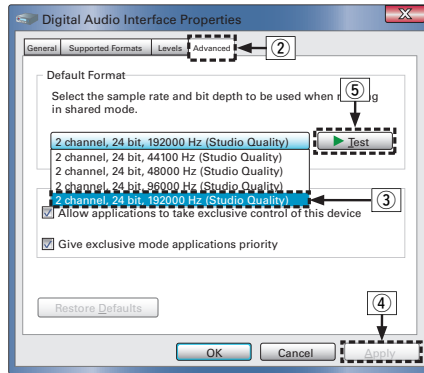 Digital Audio Interface Properties
General Supported Formats Levels Advanced
②
Default Format
Select the sample rate and bit depth to be used when
in shared mode.
⑤
2 channel, 24 bit, 192000 Hz (Studio Quality)
Test
2 channel, 24 bit, 44100 Hz (Studio Quality)
2 channel, 24 bit, 48000 Hz (Studio Quality)
2 channel, 24 bit, 96000 Hz (Studio Quality)
2 channel, 24 bit, 192000 Hz (Studio Quality)
③
Allow applications to take exclusive control of this device
Give exclusive mode applications priority
Restore Defaults
④
OK Cancel Apply